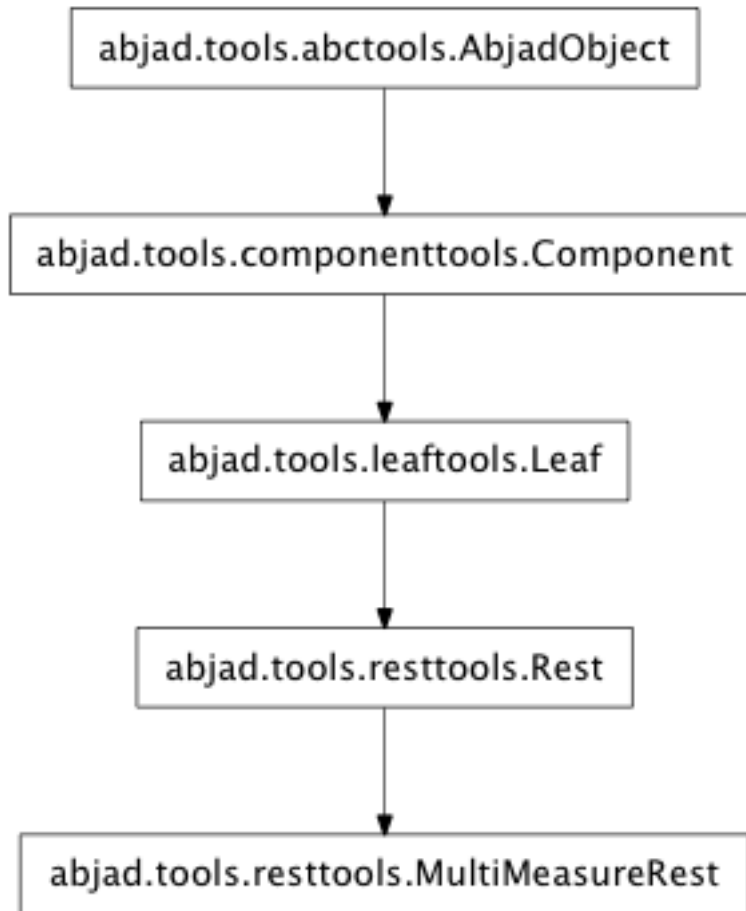 abjad.tools.abctools.AbjadObject
abjad.tools.componenttools.Component
abjad.tools.leaftools.Leaf
abjad.tools.resttools.Rest
abjad.tools.resttools.MultiMeasureRest